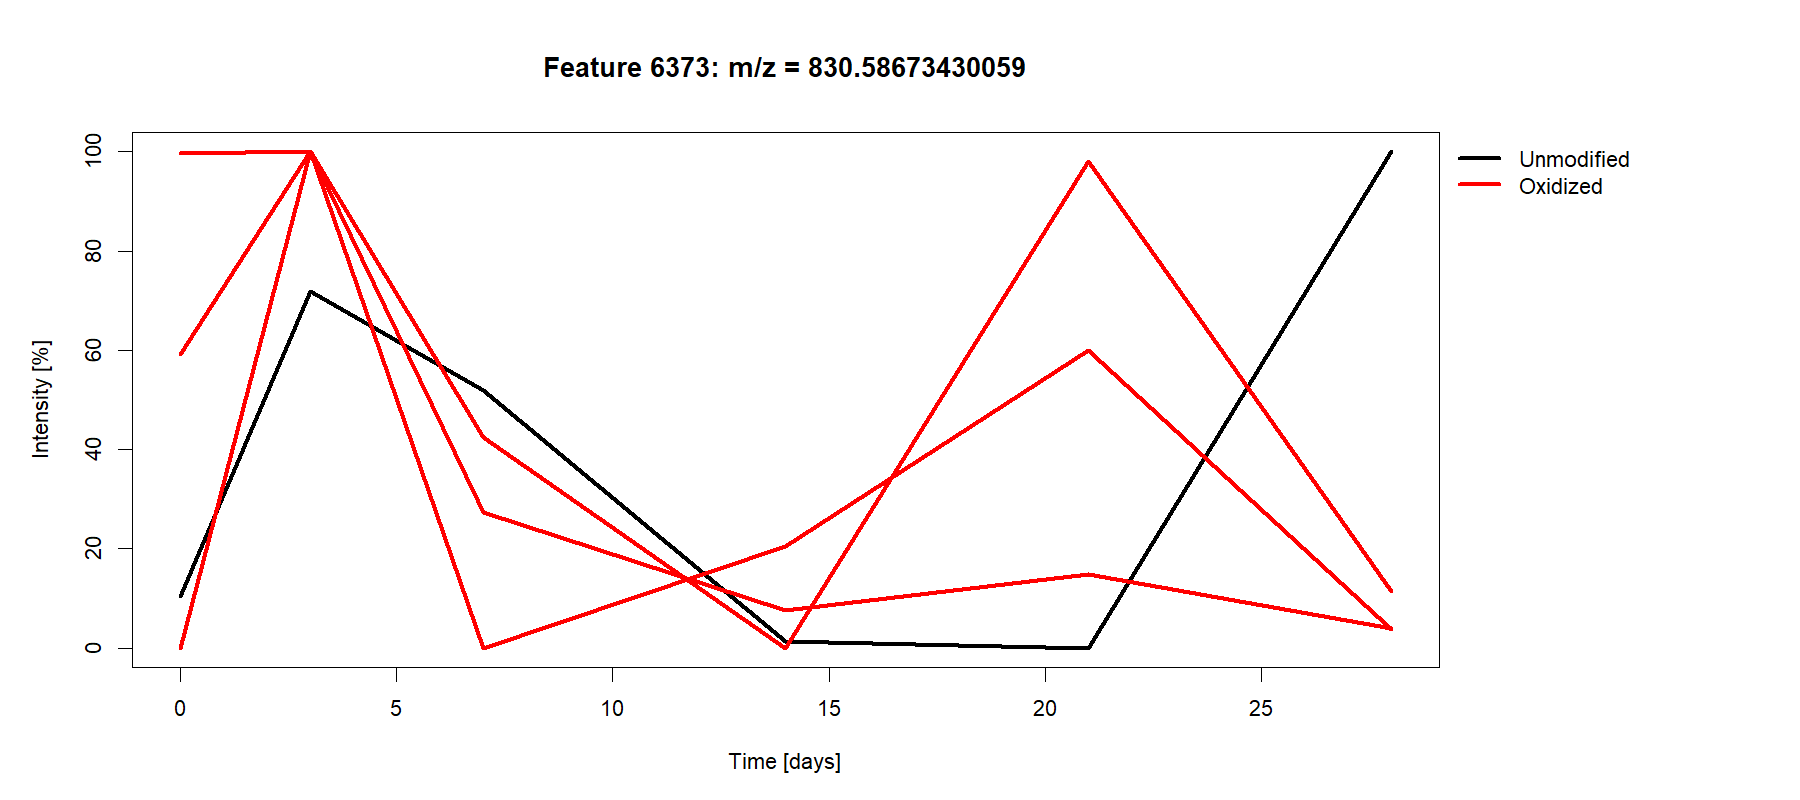 Feature 6373: m/z = 830.58673430059
Unmodified
Oxidized
100
80
60
40
20
0
Intensity [%]
0 5 10 15 20 25
Time [days]